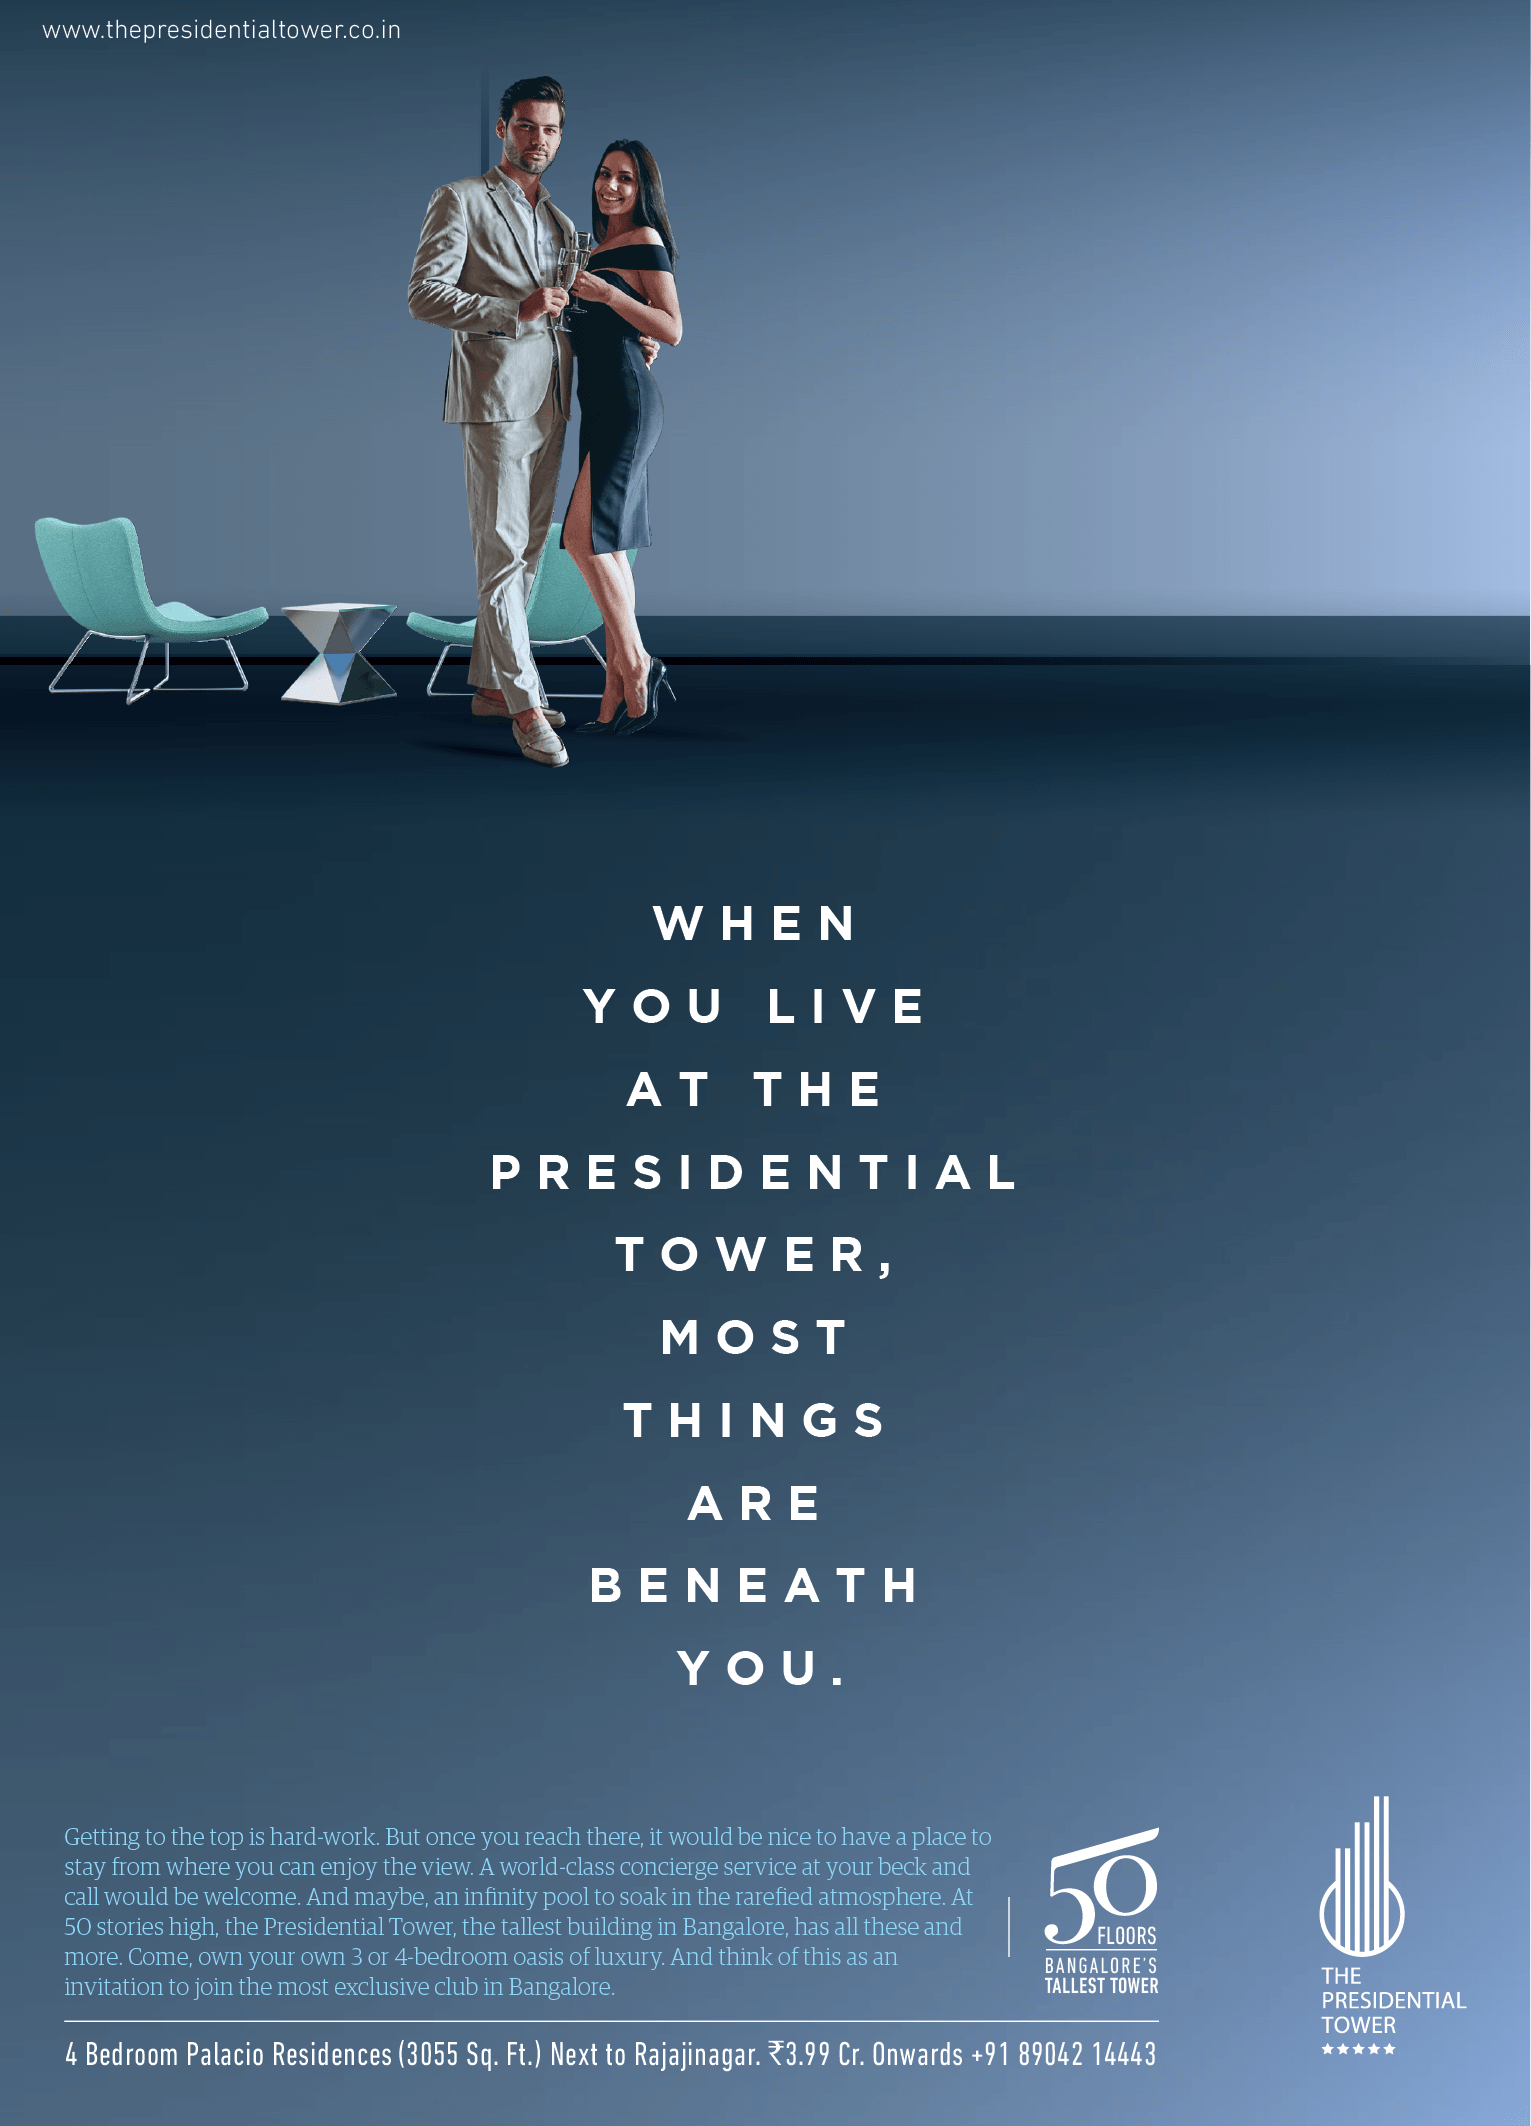 www.thepresidentialtower.co.in
WHEN
YOU LIVE
AT THE
PRESIDENTIAL
TOWER,
MOST
THINGS
ARE
BENEATH
YOU.
Getting to the top is hard-work. But once you reach there, it would be nice to have a place to
stay from where you can enjoy the view. A world-class concierge service at your beck and
call would be welcome. And maybe, an infinity pool to soak in the rarefied atmosphere. At
50 stories high, the Presidential Tower, the tallest building in Bangalore, has all these and
more. Come, own your own 3 or 4-bedroom oasis of luxury. And think of this as an
invitation to join the most exclusive club in Bangalore.
50
FLOORS
BANGALORE'S
TALLEST TOWER
THE
PRESIDENTIAL
TOWER
4 Bedroom Palacio Residences (3055 Sq. Ft.) Next to Rajajinagar. ₹3.99 Cr. Onwards +91 89042 14443